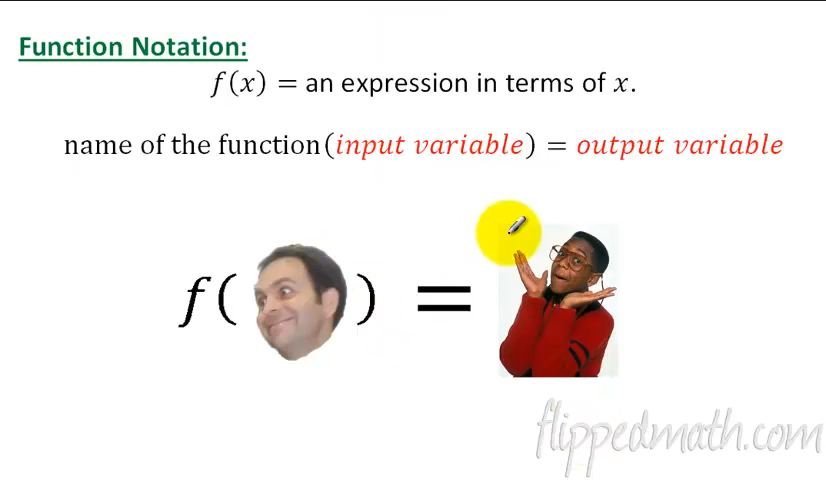 Function Notation:
f(x) = an expression in terms of x.
name of the function(input variable) = output variable
f( ) =
flippedmath.com